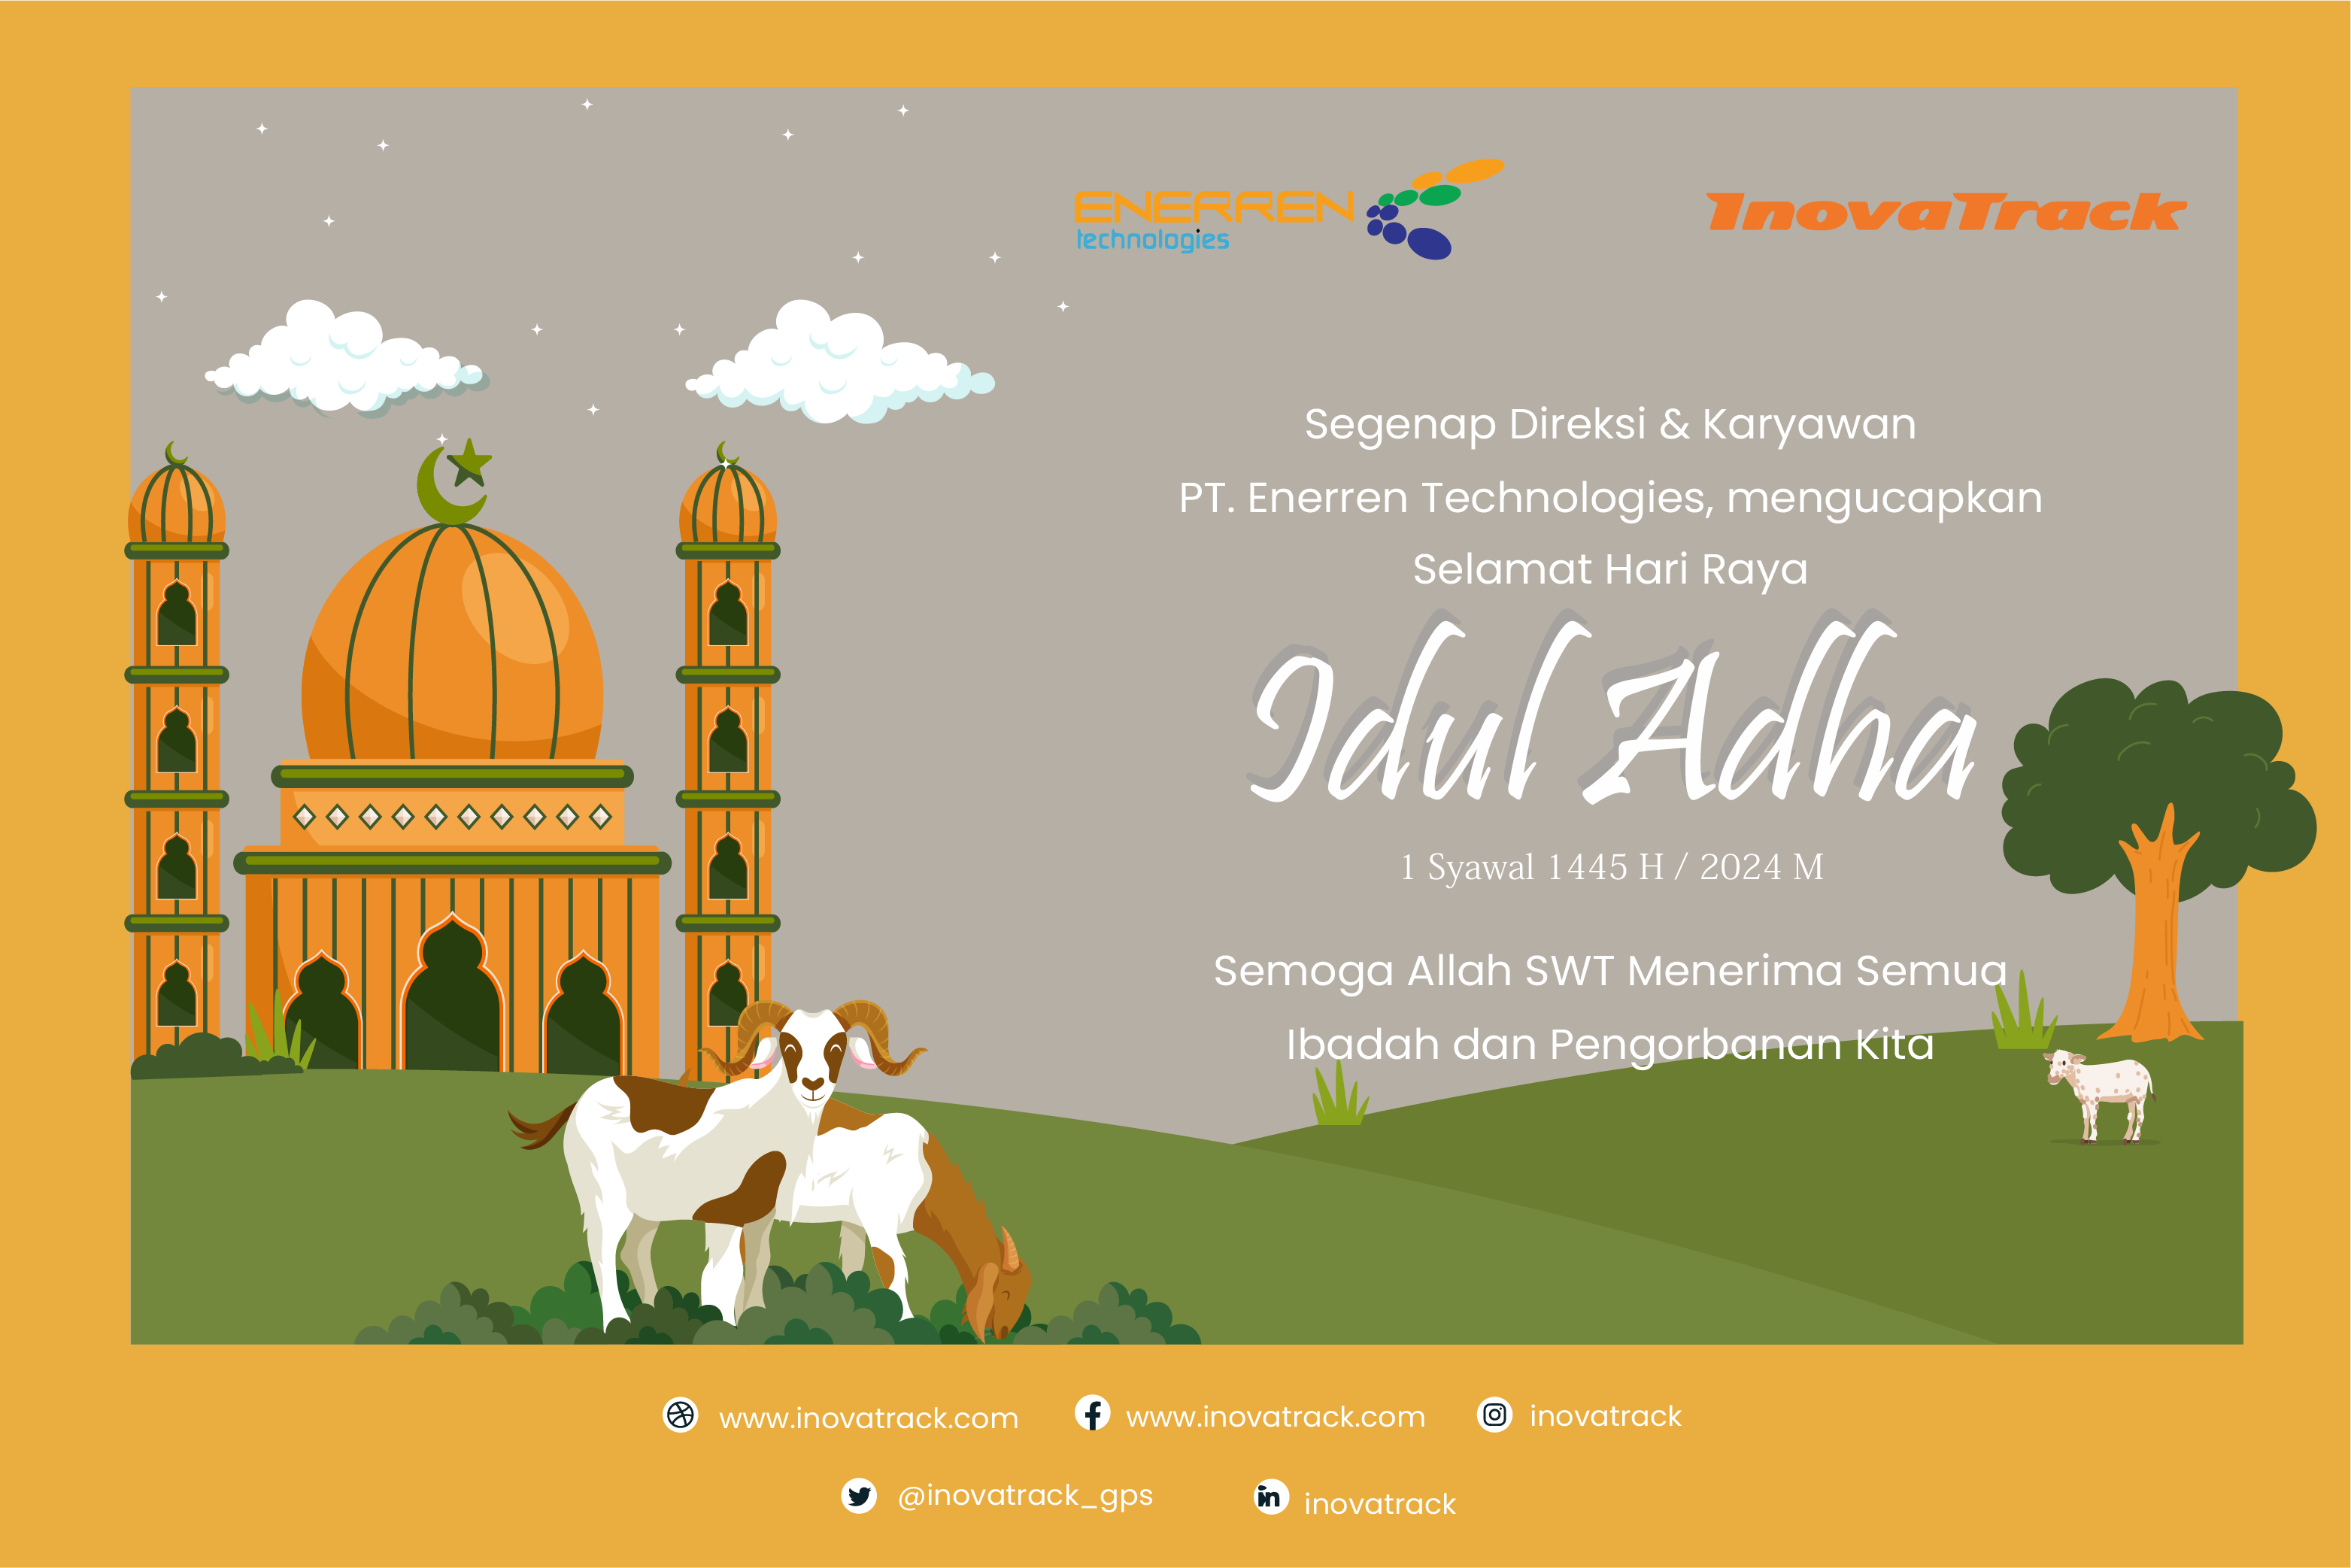 ENERREN
technologies
InovaTrack
Segenap Direksi & Karyawan
PT. Enerren Technologies, mengucapkan
Selamat Hari Raya
Idul Adha
1 Syawal 1445 H / 2024 M
Semoga Allah SWT Menerima Semua
Ibadah dan Pengorbanan Kita
www.inovatrack.com
www.inovatrack.com
inovatrack
@inovatrack_gps
inovatrack